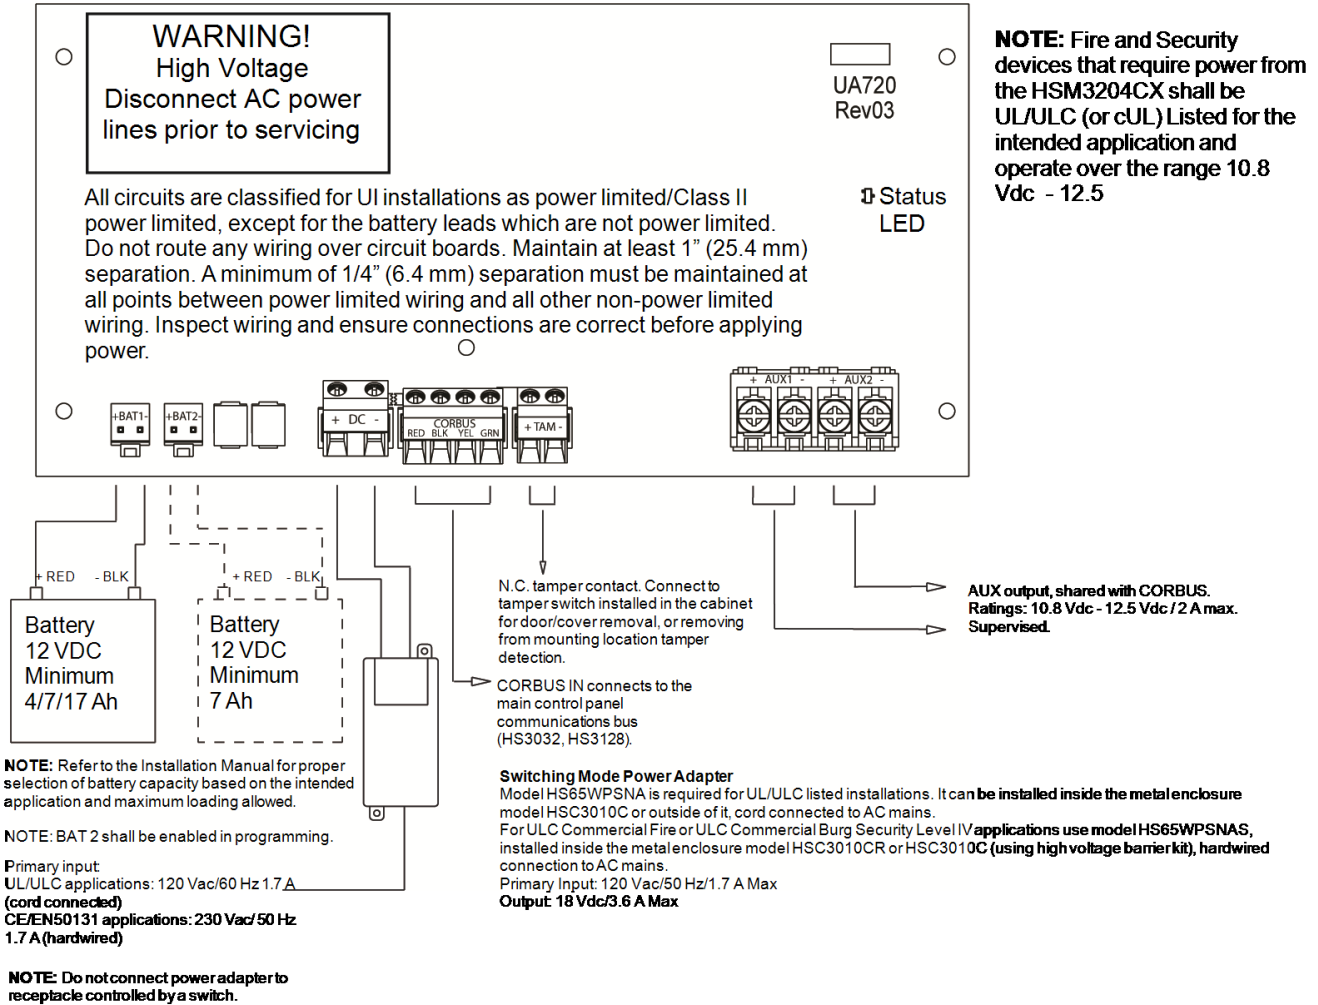 WARNING!
High Voltage
Disconnect AC power
lines prior to servicing
UA720
Rev03
NOTE: Fire and Security
devices that require power from
the HSM3204CX shall be
UL/ULC (or cUL) Listed for the
intended application and
operate over the range 10.8
Vdc - 12.5
Status
LED
All circuits are classified for UI installations as power limited/Class II
power limited, except for the battery leads which are not power limited.
Do not route any wiring over circuit boards. Maintain at least 1” (25.4 mm)
separation. A minimum of 1/4” (6.4 mm) separation must be maintained at
all points between power limited wiring and all other non-power limited
wiring. Inspect wiring and ensure connections are correct before applying
power.
+BAT1-
+BAT2-
+ DC -
CORBUS
RED BLK YEL GRN
+ TAM -
+ AUX1 - + AUX2 -
+ RED - BLK
+ RED - BLK
Battery
12 VDC
Minimum
4/7/17 Ah
Battery
12 VDC
Minimum
7 Ah
N.C. tamper contact. Connect to
tamper switch installed in the cabinet
for door/cover removal, or removing
from mounting location tamper
detection.
AUX output, shared with CORBUS.
Ratings: 10.8 Vdc - 12.5 Vdc / 2 A max.
Supervised.
CORBUS IN connects to the
main control panel
communications bus
(HS3032, HS3128).
NOTE: Refer to the Installation Manual for proper
selection of battery capacity based on the intended
application and maximum loading allowed.
NOTE: BAT 2 shall be enabled in programming.
Primary input:
UL/ULC applications: 120 Vac/60 Hz 1.7 A
(cord connected)
CE/EN50131 applications: 230 Vac/ 50 Hz
1.7 A (hardwired)
NOTE: Do not connect power adapter to
receptacle controlled by a switch.
Switching Mode Power Adapter
Model HS65WPSNA is required for UL/ULC listed installations. It can be installed inside the metal enclosure
model HSC3010C or outside of it, cord connected to AC mains.
For ULC Commercial Fire or ULC Commercial Burg Security Level IV applications use model HS65WPSNAS,
installed inside the metal enclosure model HSC3010CR or HSC3010C (using high voltage barrier kit), hardwired
connection to AC mains.
Primary Input: 120 Vac/50 Hz/1.7 A Max
Output: 18 Vdc/3.6 A Max